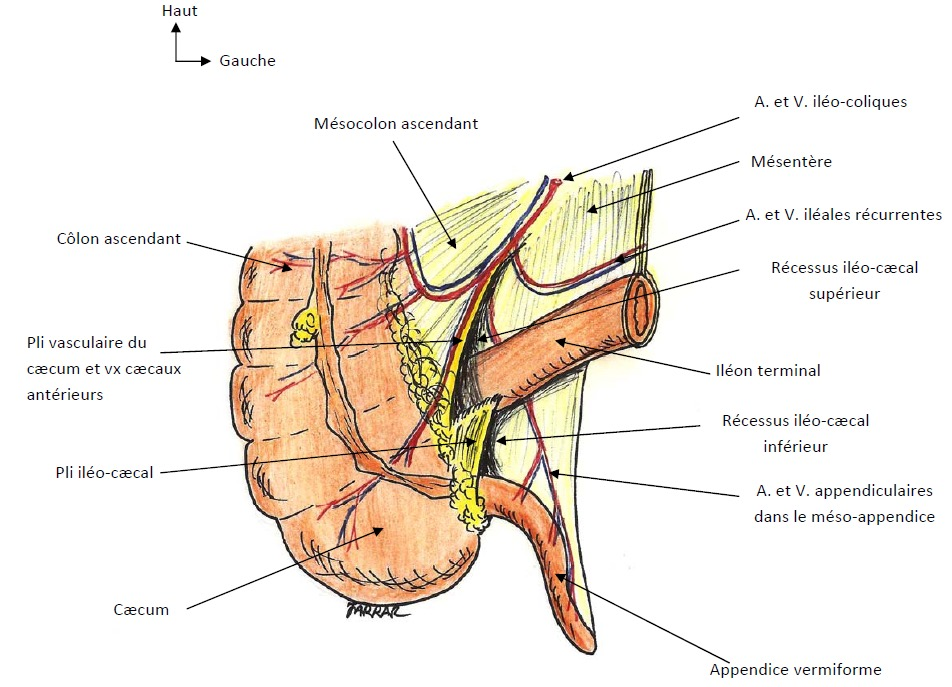 Haut
Gauche
A. et V. iléo-coliques
Mésocolon ascendant
Mésentère
A. et V. iléales récurrentes
Côlon ascendant
Récessus iléo-cæcal
supérieur
Pli vasculaire du
cæcum et vx cæcaux
antérieurs
Iléon terminal
Récessus iléo-cæcal
inférieur
Pli iléo-cæcal
A. et V. appendiculaires
dans le méso-appendice
Cæcum
Appendice vermiforme